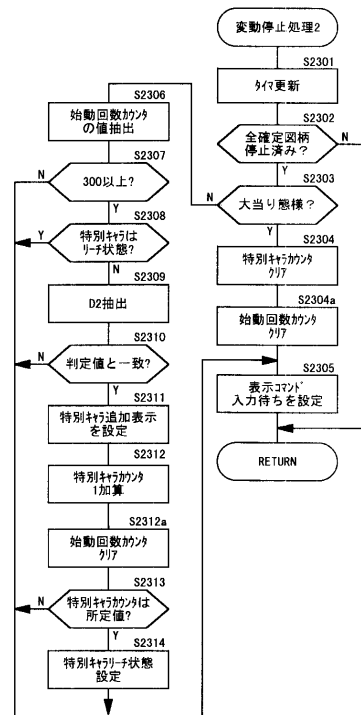 変動停止処理2
S2301
タイマ更新
S2302
全確定図柄
停止済み?
N
Y
S2303
大当り態様?
N
Y
S2304
特別キャラカウンタ
クリア
S2304a
始動回数カウンタ
クリア
S2305
表示コマンド
入力待ちを設定
RETURN
S2306
始動回数カウンタ
の値抽出
S2307
300以上?
N
Y
S2308
特別キャラは
リーチ状態?
Y
N
S2309
D2抽出
S2310
判定値と一致?
N
Y
S2311
特別キャラ追加表示
を設定
S2312
特別キャラカウンタ
1加算
S2312a
始動回数カウンタ
クリア
S2313
特別キャラカウンタは
所定値?
N
Y
S2314
特別キャラリーチ状態
設定